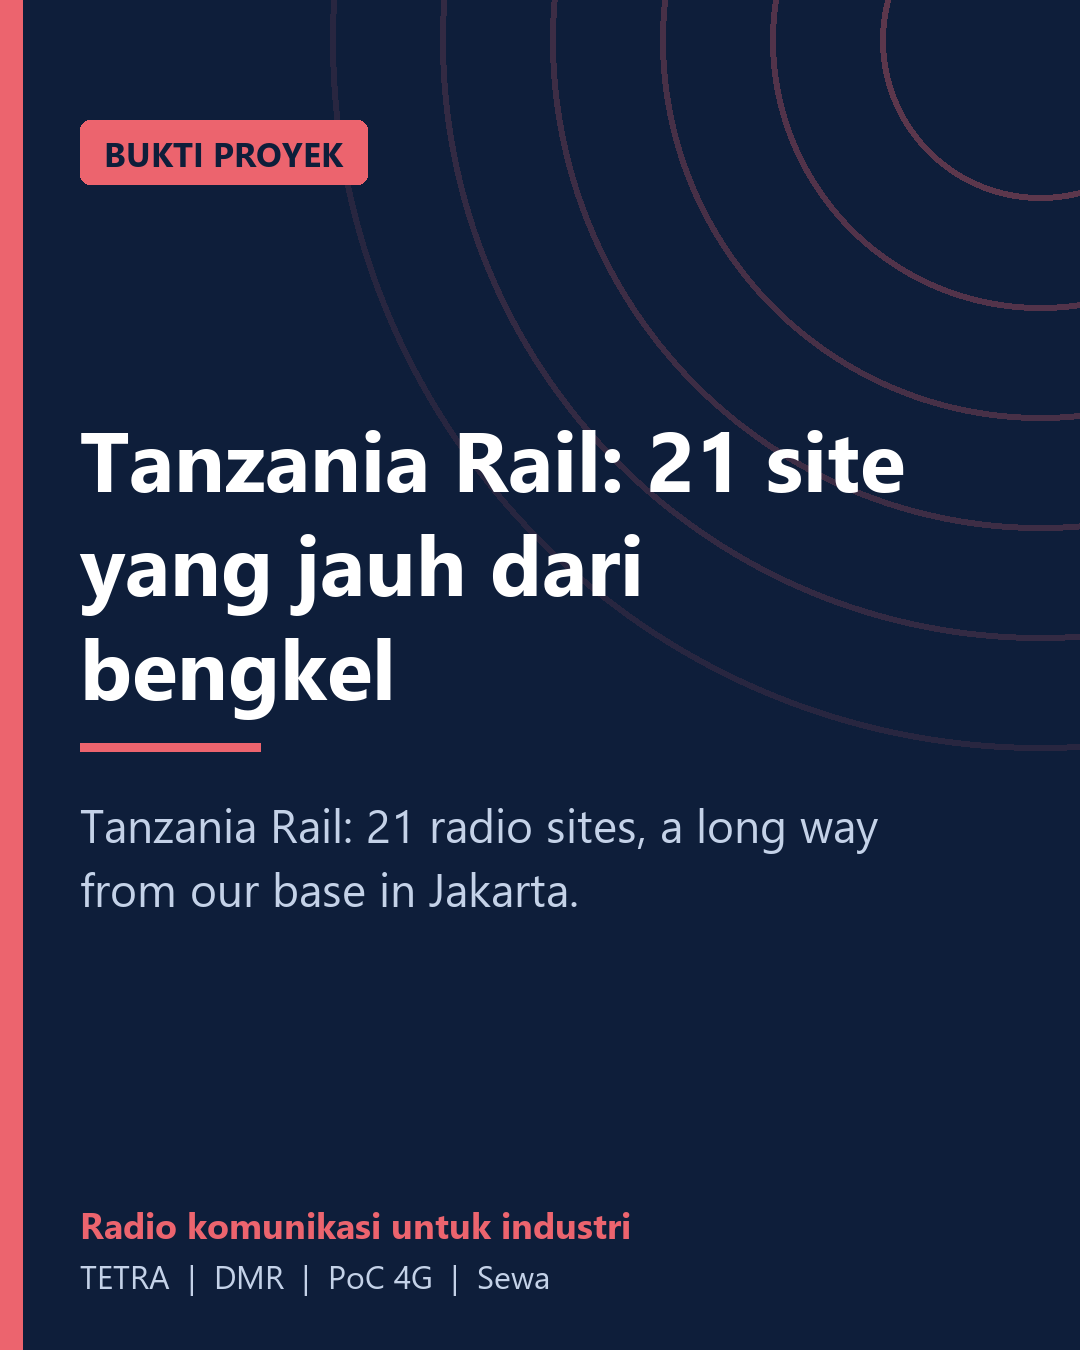 BUKTI PROYEK
Tanzania Rail: 21 site
yang jauh dari
bengkel
Tanzania Rail: 21 radio sites, a long way
from our base in Jakarta.
Radio komunikasi untuk industri
TETRA | DMR | PoC 4G | Sewa